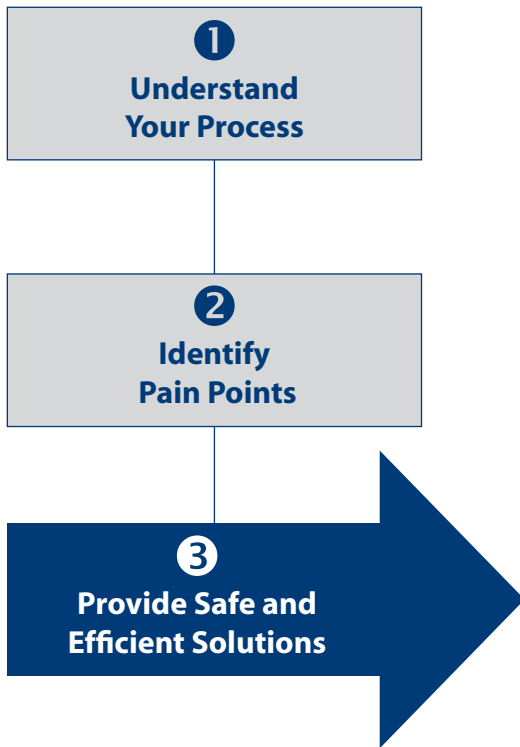 1
Understand
Your Process
2
Identify
Pain Points
3
Provide Safe and
Efficient Solutions